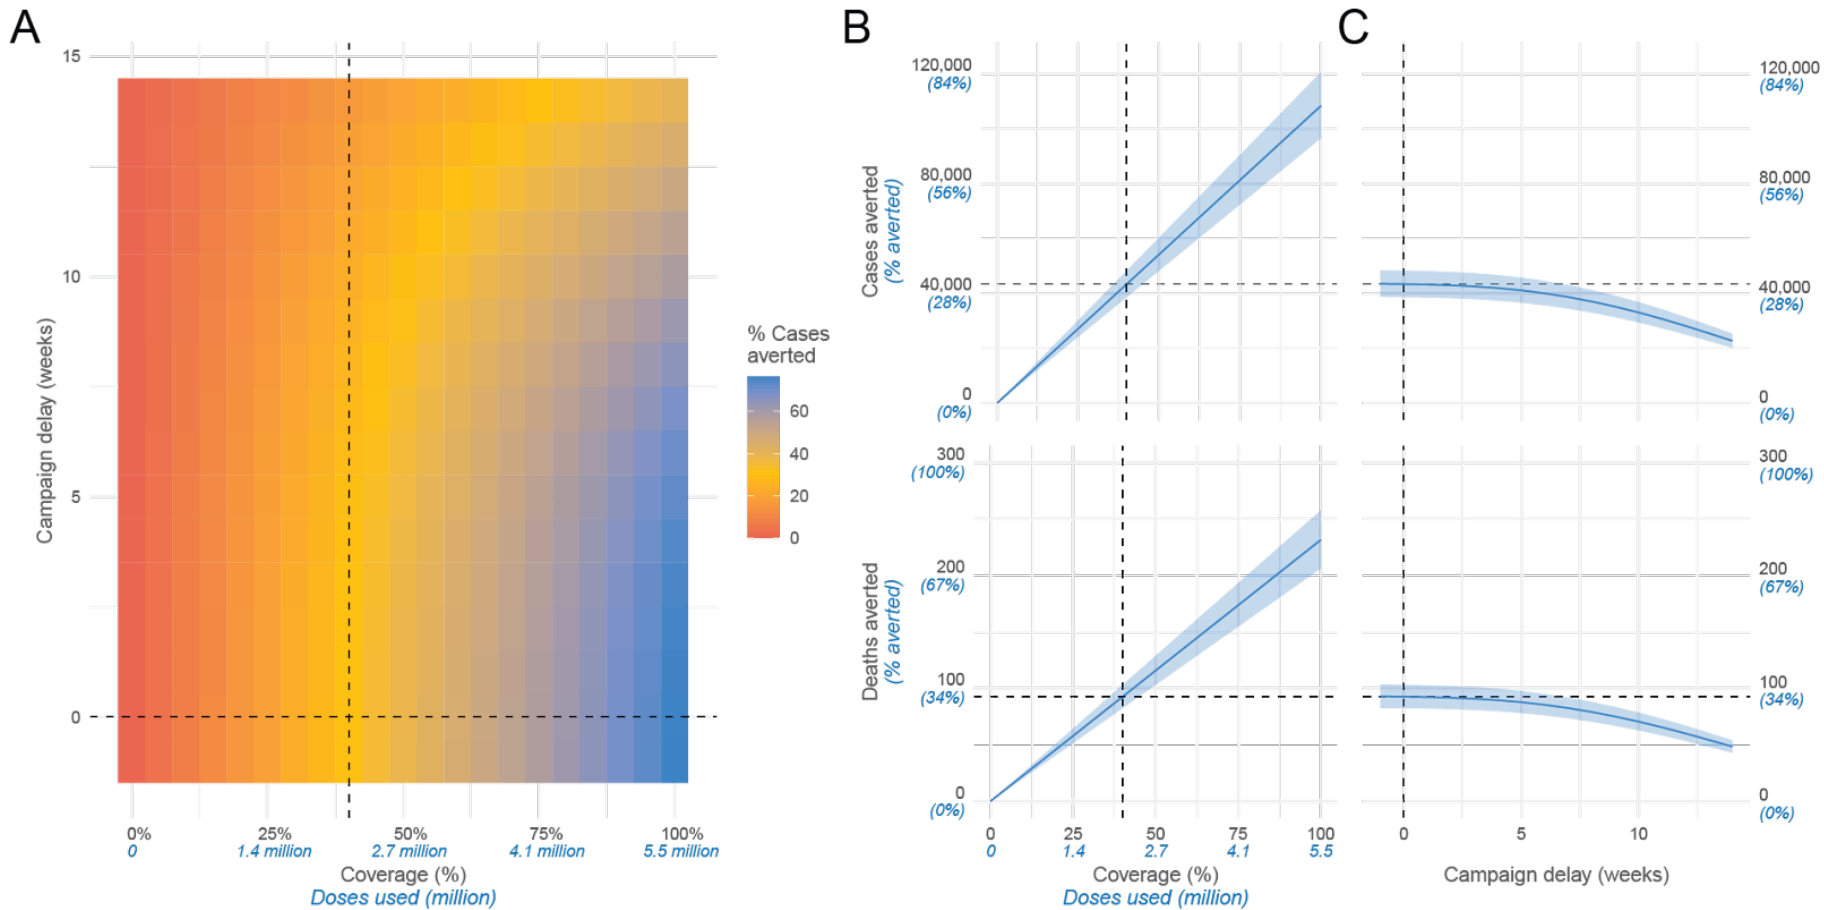 A
15
10
5
0
Campaign delay (weeks)
0% 25% 50% 75% 100%
0 1.4 million 2.7 million 4.1 million 5.5 million
Coverage (%)
Doses used (million)
% Cases
averted
60
40
20
0
B
120,000
(84%)
80,000
(56%)
40,000
(28%)
0
(0%)
Cases averted
(% averted)
300
(100%)
200
(67%)
100
(34%)
0
(0%)
Deaths averted
(% averted)
0 25 50 75 100
0 1.4 2.7 4.1 5.5
Coverage (%)
Doses used (million)
C
120,000
(84%)
80,000
(56%)
40,000
(28%)
0
(0%)
300
(100%)
200
(67%)
100
(34%)
0
(0%)
0 5 10
Campaign delay (weeks)